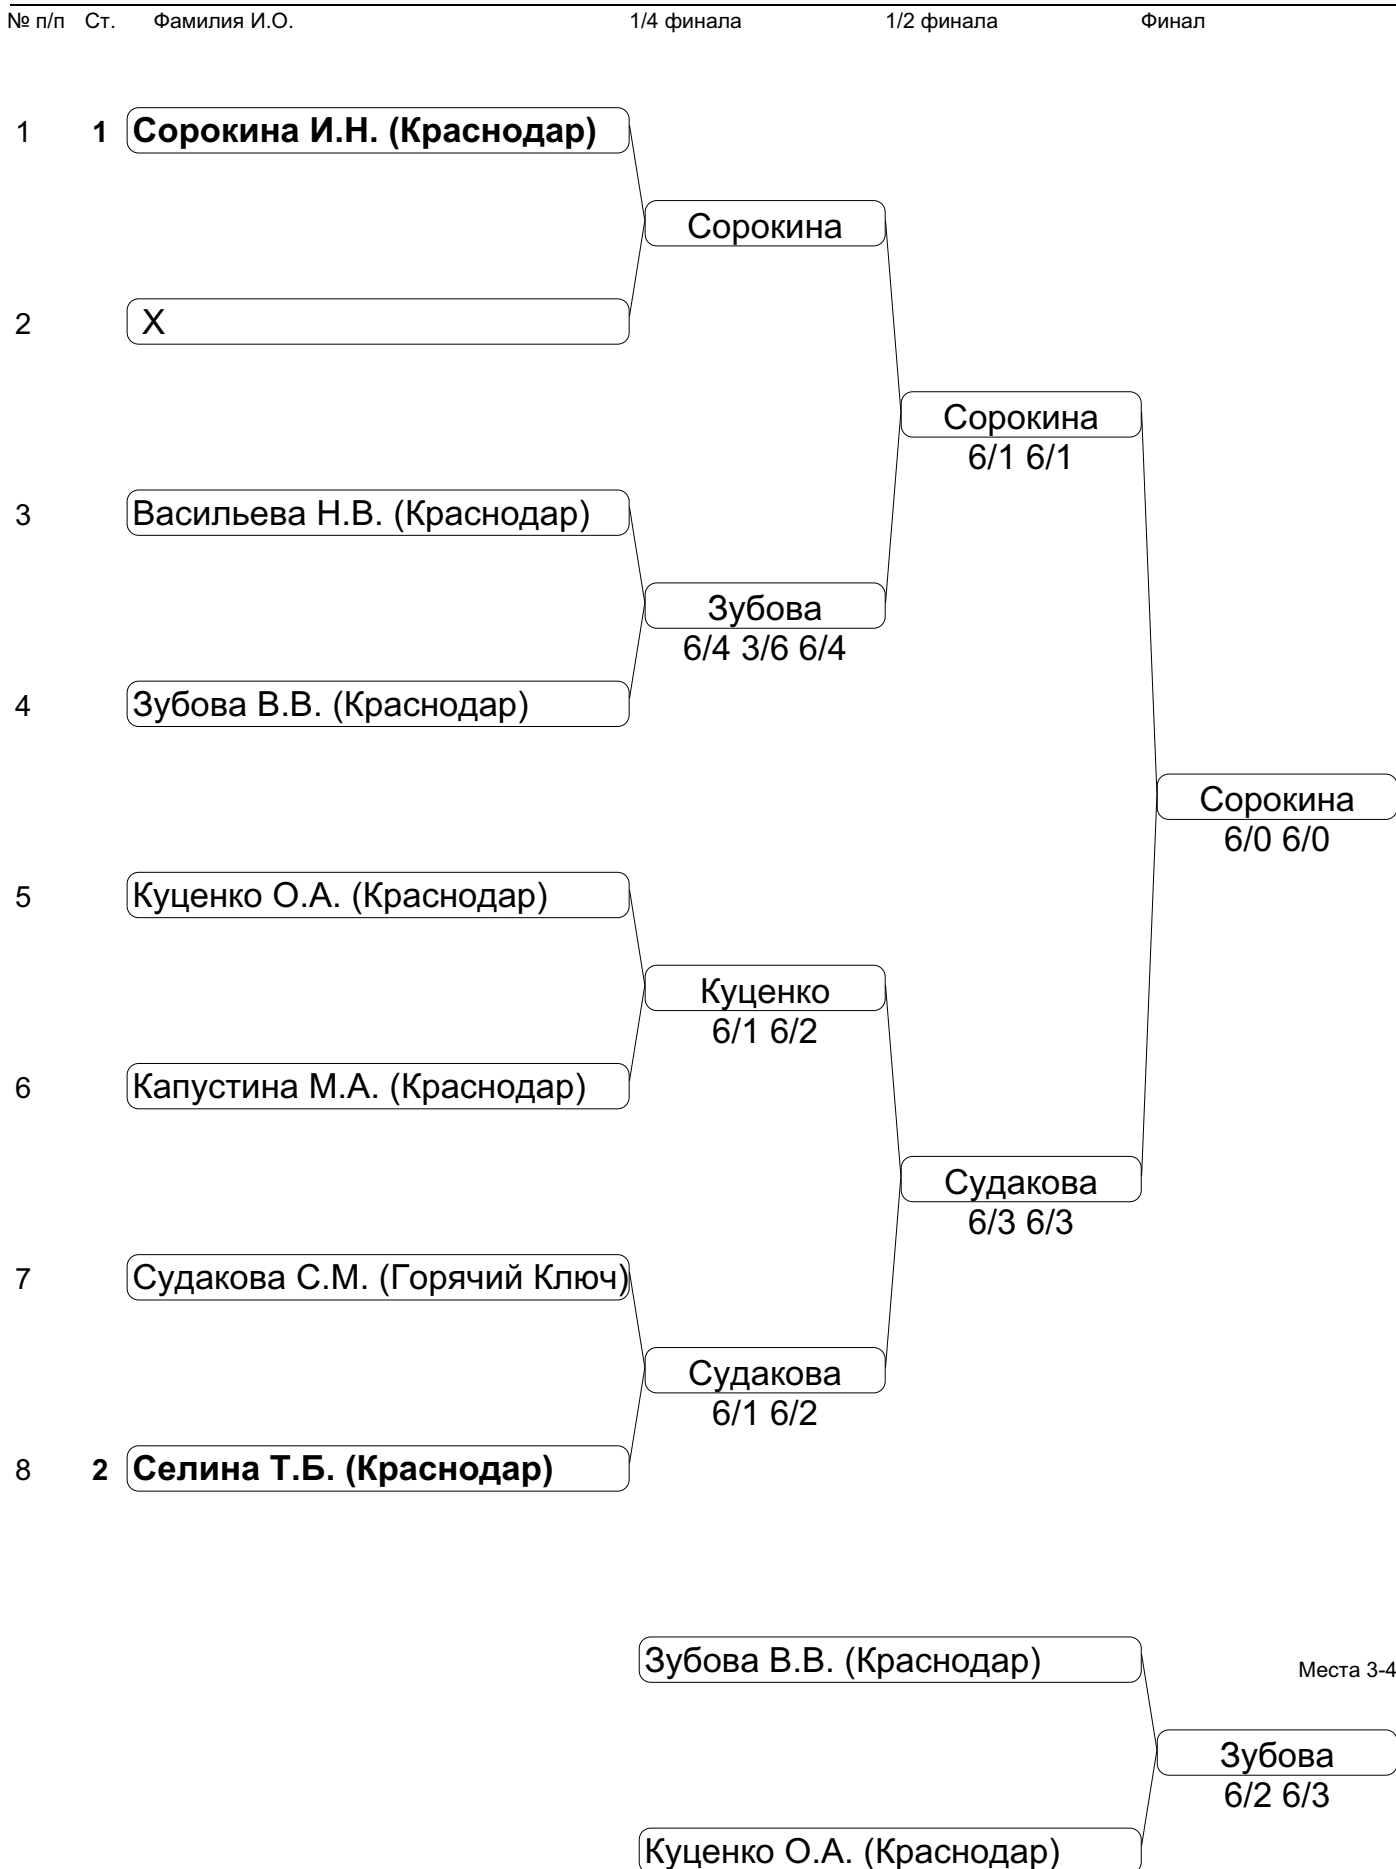 № п/п Ст. Фамилия И.О. 1/4 финала 1/2 финала Финал
1 1 Сорокина И.Н. (Краснодар)
Сорокина
2 X
Сорокина
6/1 6/1
3 Васильева Н.В. (Краснодар)
Зубова
6/4 3/6 6/4
4 Зубова В.В. (Краснодар)
Сорокина
6/0 6/0
5 Куценко О.А. (Краснодар)
Куценко
6/1 6/2
6 Капустина М.А. (Краснодар)
Судакова
6/3 6/3
7 Судакова С.М. (Горячий Ключ)
Судакова
6/1 6/2
8 2 Селина Т.Б. (Краснодар)
Зубова В.В. (Краснодар) Места 3-4
Зубова
6/2 6/3
Куценко О.А. (Краснодар)